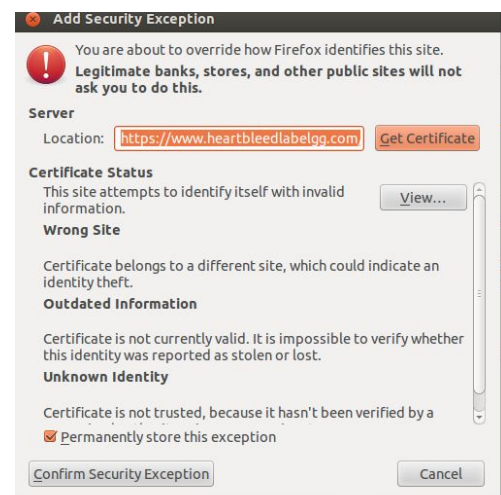 Add Security Exception
You are about to override how Firefox identifies this site.
Legitimate banks, stores, and other public sites will not
ask you to do this.
Server
Location: https://www.heartbleedlabelgg.com Get Certificate
Certificate Status
This site attempts to identify itself with invalid
information.
View...
Wrong Site
Certificate belongs to a different site, which could indicate an
identity theft.
Outdated Information
Certificate is not currently valid. It is impossible to verify whether
this identity was reported as stolen or lost.
Unknown Identity
Certificate is not trusted, because it hasn't been verified by a
Permanently store this exception
Confirm Security Exception Cancel